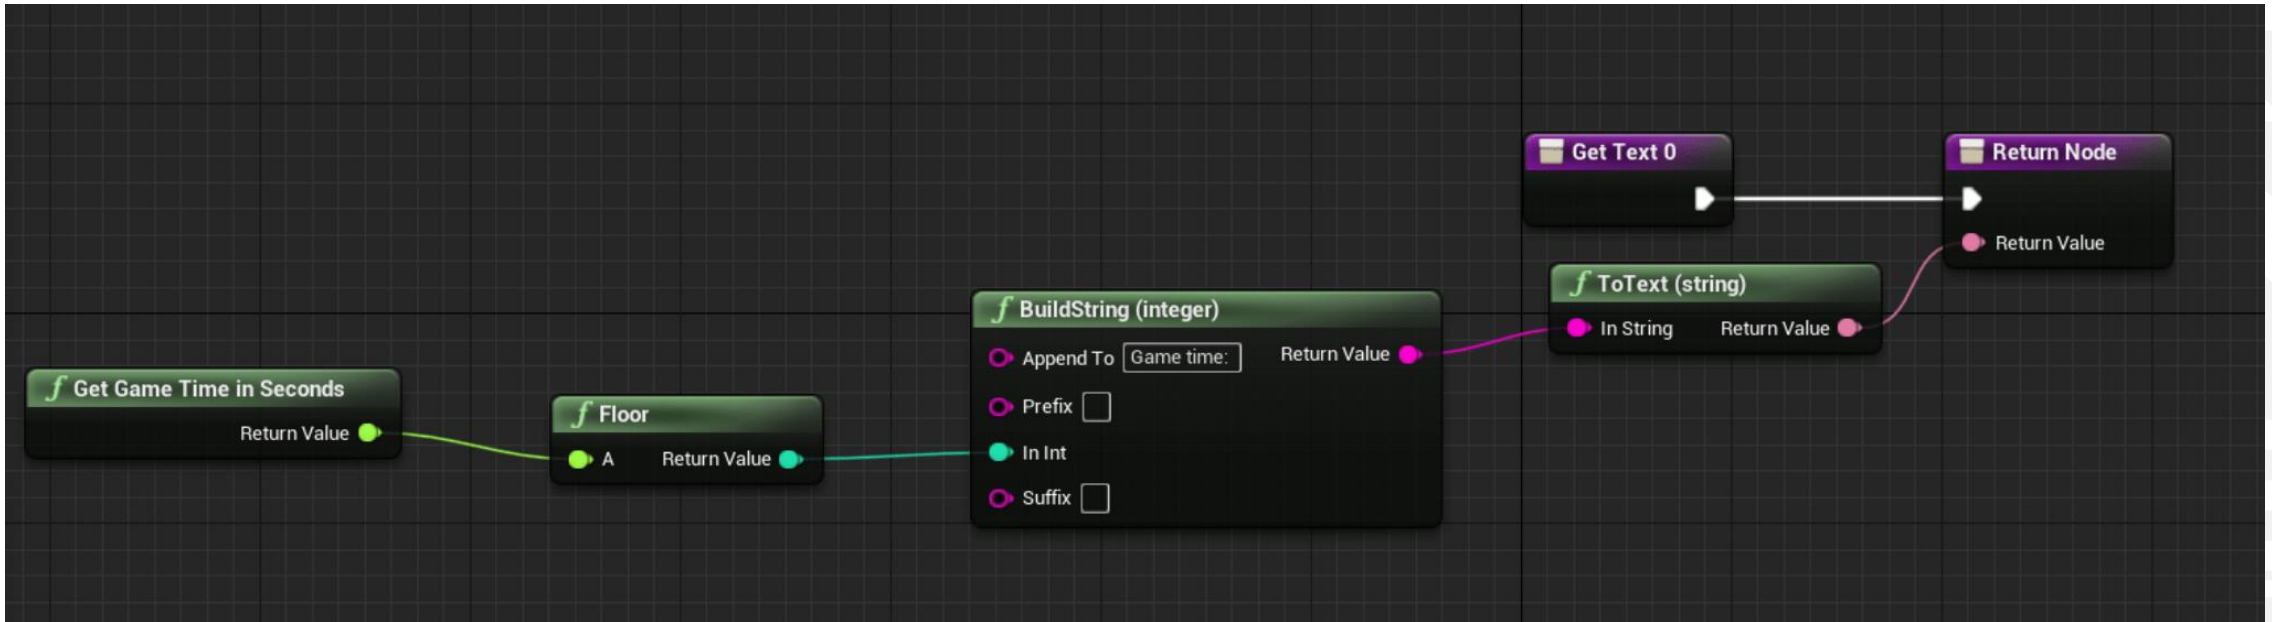 Get Text 0
Return Node
Return Value
ToText (string)
In String Return Value
BuildString (integer)
Append To Game time: Return Value
Prefix
In Int
Suffix
Get Game Time in Seconds
Return Value
Floor
A Return Value